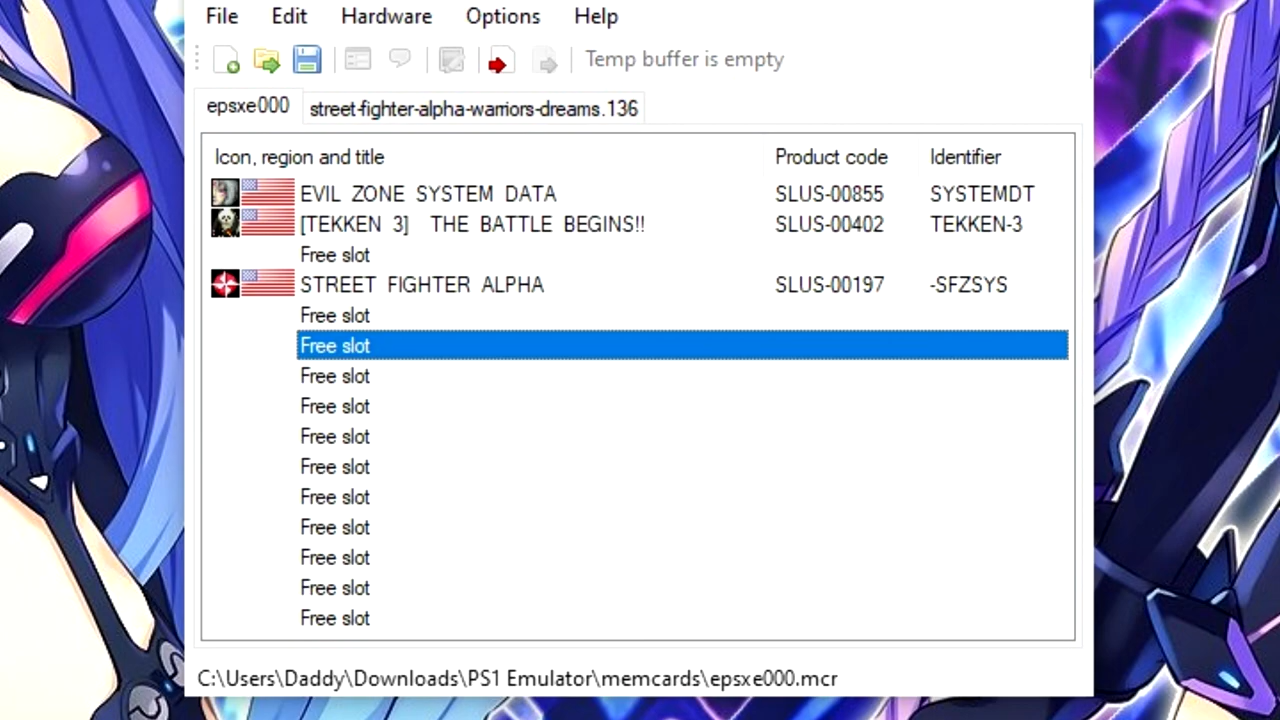 File Edit Hardware Options Help
Temp buffer is empty
epsxe000 street-fighter-alpha-warriors-dreams.136
Icon, region and title Product code Identifier
EVIL ZONE SYSTEM DATA SLUS-00855 SYSTEMDT
[TEKKEN 3] THE BATTLE BEGINS!! SLUS-00402 TEKKEN-3
Free slot
STREET FIGHTER ALPHA SLUS-00197 -SFZSYS
Free slot
Free slot
Free slot
Free slot
Free slot
Free slot
Free slot
Free slot
Free slot
Free slot
Free slot
C:\Users\Daddy\Downloads\PS1 Emulator\memcards\epsxe000.mcr